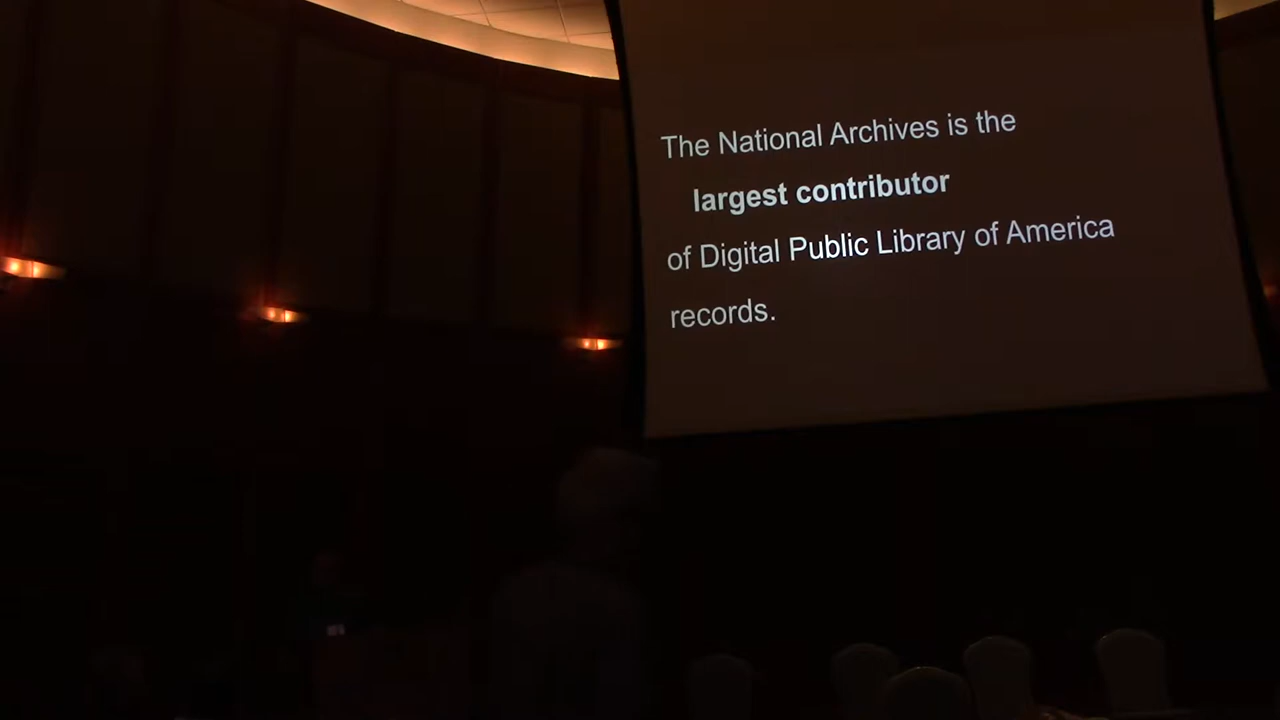 The National Archives is the
largest contributor
of Digital Public Library of America
records.